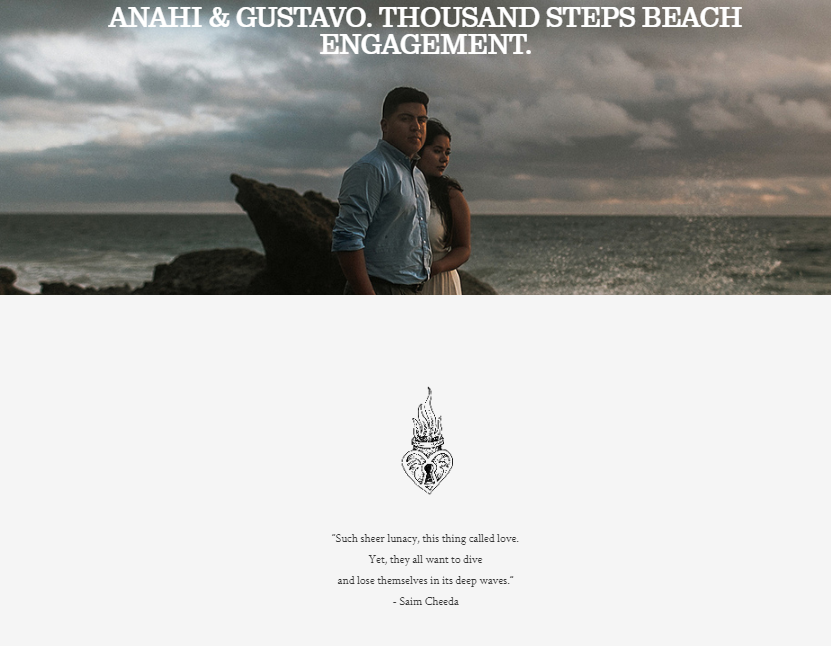 ANAHI & GUSTAVO. THOUSAND STEPS BEACH
ENGAGEMENT.
"Such sheer lunacy, this thing called love.
Yet, they all want to dive
and lose themselves in its deep waves."
- Saim Cheeda